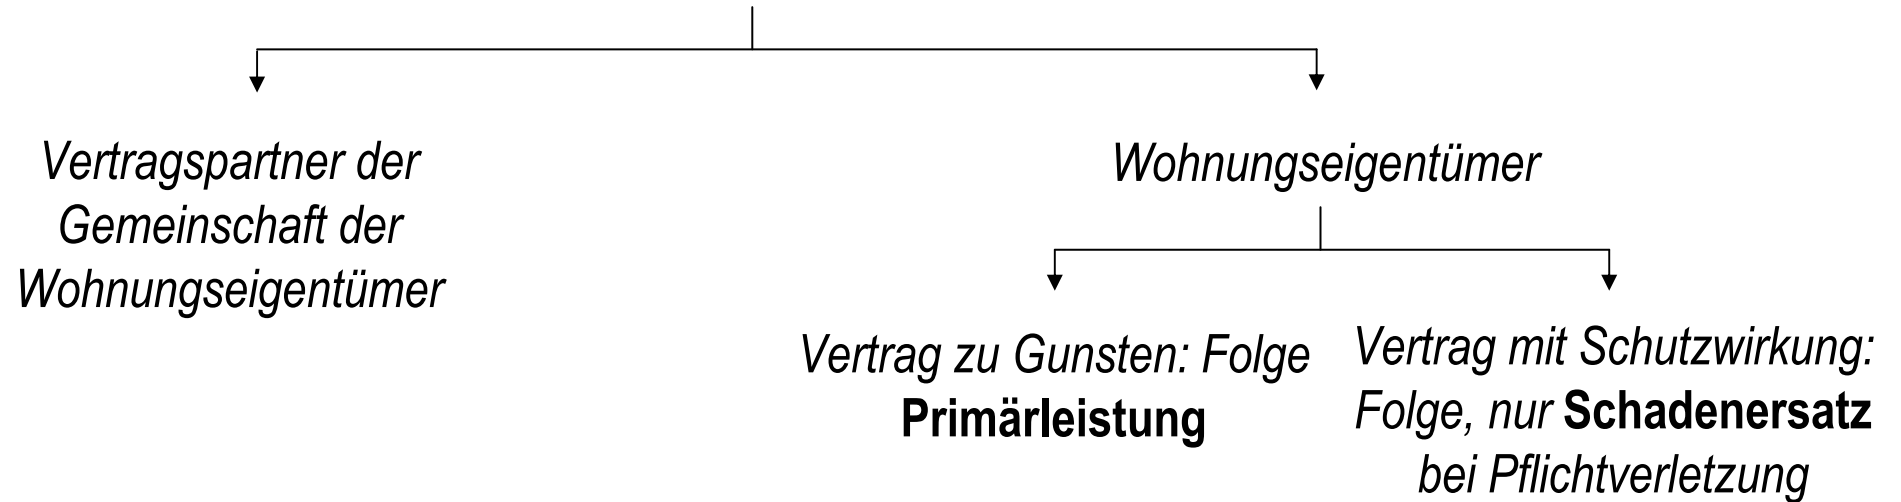 Vertragspartner der
Gemeinschaft der
Wohnungseigentümer
Wohnungseigentümer
Vertrag zu Gunsten: Folge
Primärleistung
Vertrag mit Schutzwirkung:
Folge, nur Schadenersatz
bei Pflichtverletzung